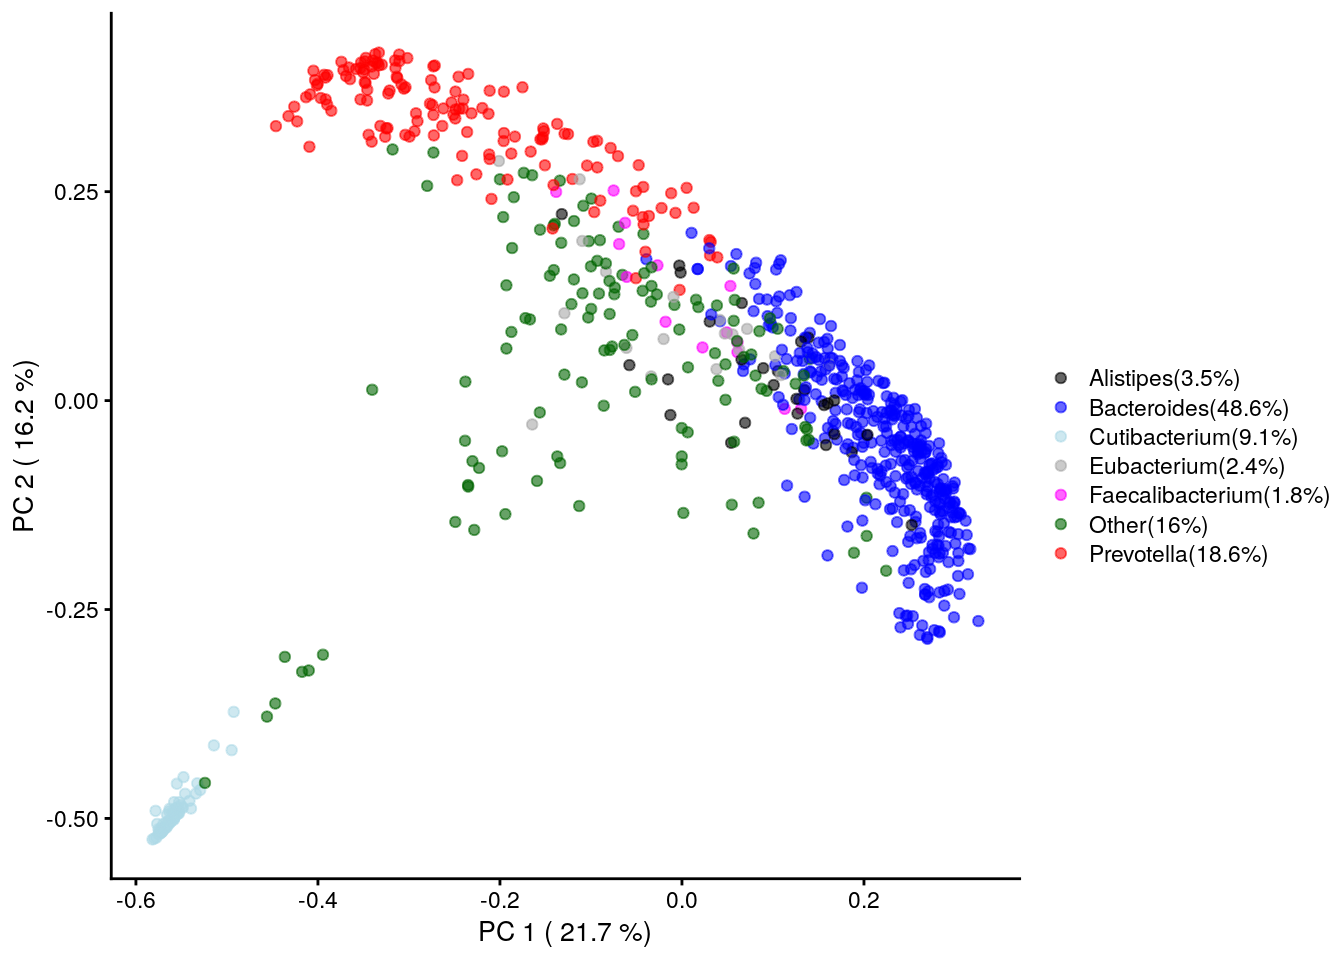 0.25
0.00
-0.25
-0.50
PC 2 ( 16.2 %)
-0.6
-0.4
-0.2
0.0
0.2
PC 1 ( 21.7 %)
Alistipes(3.5%)
Bacteroides(48.6%)
Cutibacterium(9.1%)
Eubacterium(2.4%)
Faecalibacterium(1.8%)
Other(16%)
Prevotella(18.6%)